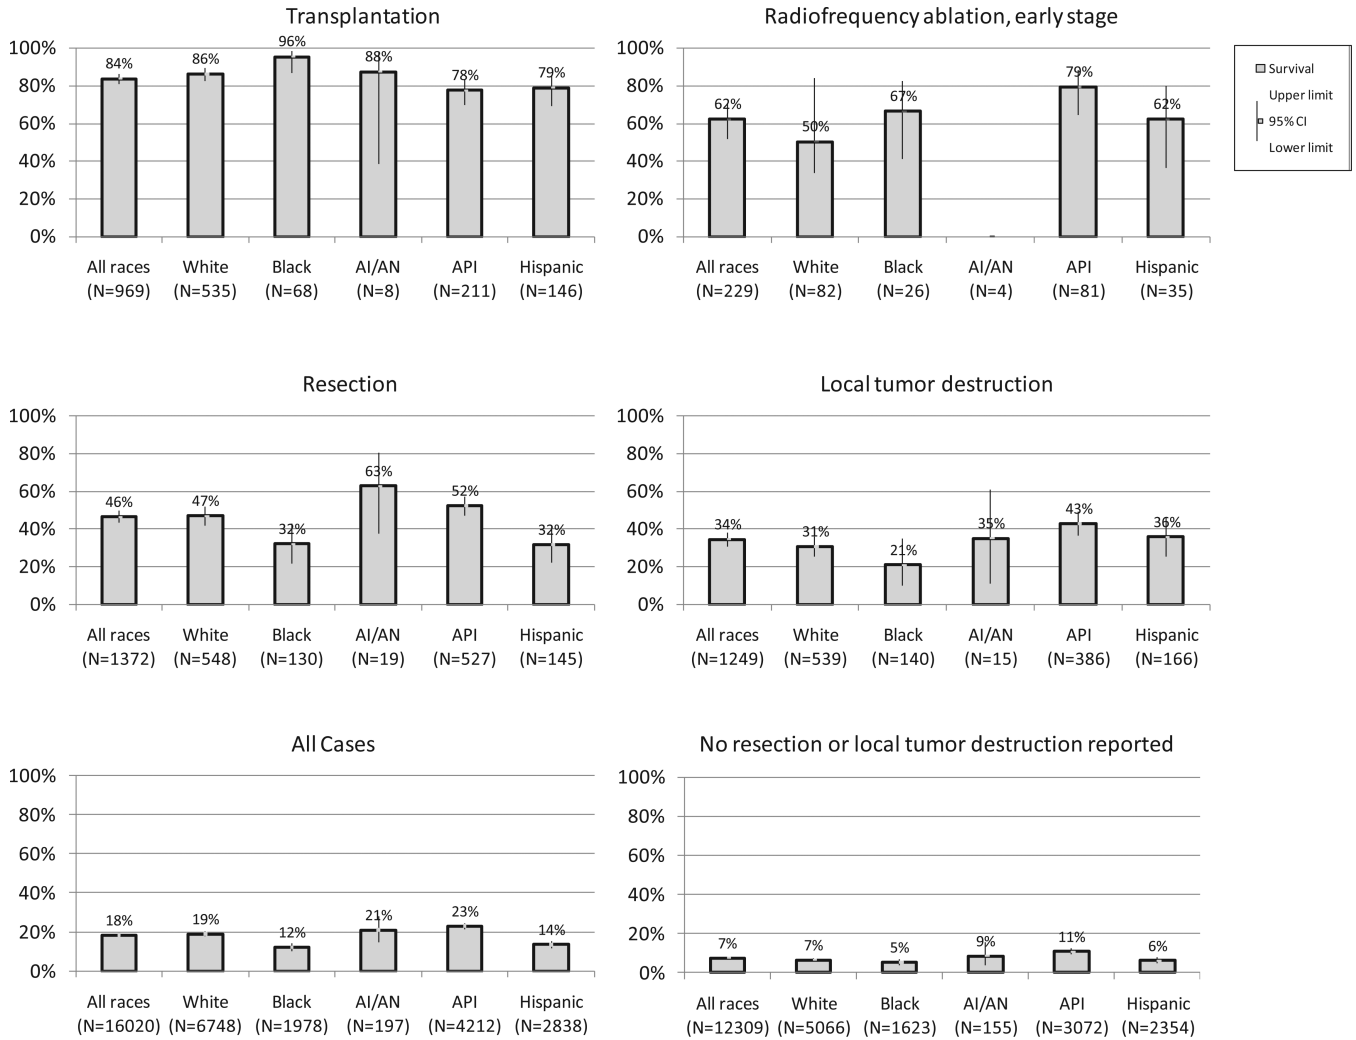 Transplantation
100%
80%
60%
40%
20%
0%
84%
86%
96%
88%
78%
79%
All races
(N=969)
White
(N=535)
Black
(N=68)
AI/AN
(N=8)
API
(N=211)
Hispanic
(N=146)
Radiofrequency ablation, early stage
100%
80%
60%
40%
20%
0%
62%
50%
67%
79%
62%
All races
(N=229)
White
(N=82)
Black
(N=26)
AI/AN
(N=4)
API
(N=81)
Hispanic
(N=35)
Survival
Upper limit
95% CI
Lower limit
Resection
100%
80%
60%
40%
20%
0%
46%
47%
32%
63%
52%
32%
All races
(N=1372)
White
(N=548)
Black
(N=130)
AI/AN
(N=19)
API
(N=527)
Hispanic
(N=145)
Local tumor destruction
100%
80%
60%
40%
20%
0%
34%
31%
21%
35%
43%
36%
All races
(N=1249)
White
(N=539)
Black
(N=140)
AI/AN
(N=15)
API
(N=386)
Hispanic
(N=166)
All Cases
100%
80%
60%
40%
20%
0%
18%
19%
12%
21%
23%
14%
All races
(N=16020)
White
(N=6748)
Black
(N=1978)
AI/AN
(N=197)
API
(N=4212)
Hispanic
(N=2838)
No resection or local tumor destruction reported
100%
80%
60%
40%
20%
0%
7%
7%
5%
9%
11%
6%
All races
(N=12309)
White
(N=5066)
Black
(N=1623)
AI/AN
(N=155)
API
(N=3072)
Hispanic
(N=2354)